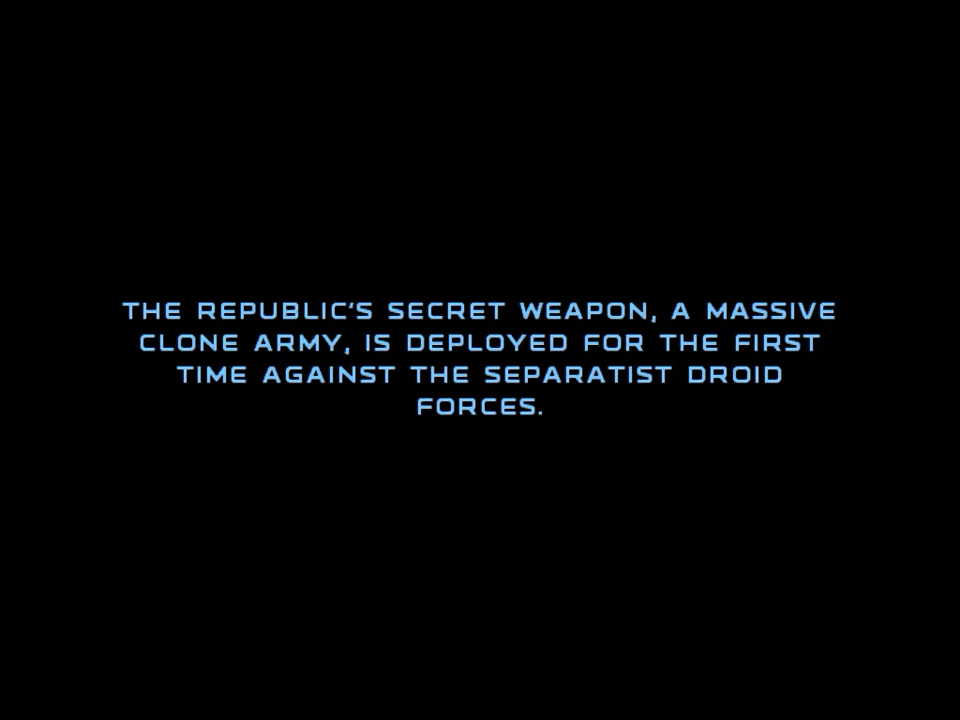 THE REPUBLIC'S SECRET WEAPON, A MASSIVE
CLONE ARMY, IS DEPLOYED FOR THE FIRST
TIME AGAINST THE SEPARATIST DROID
FORCES.